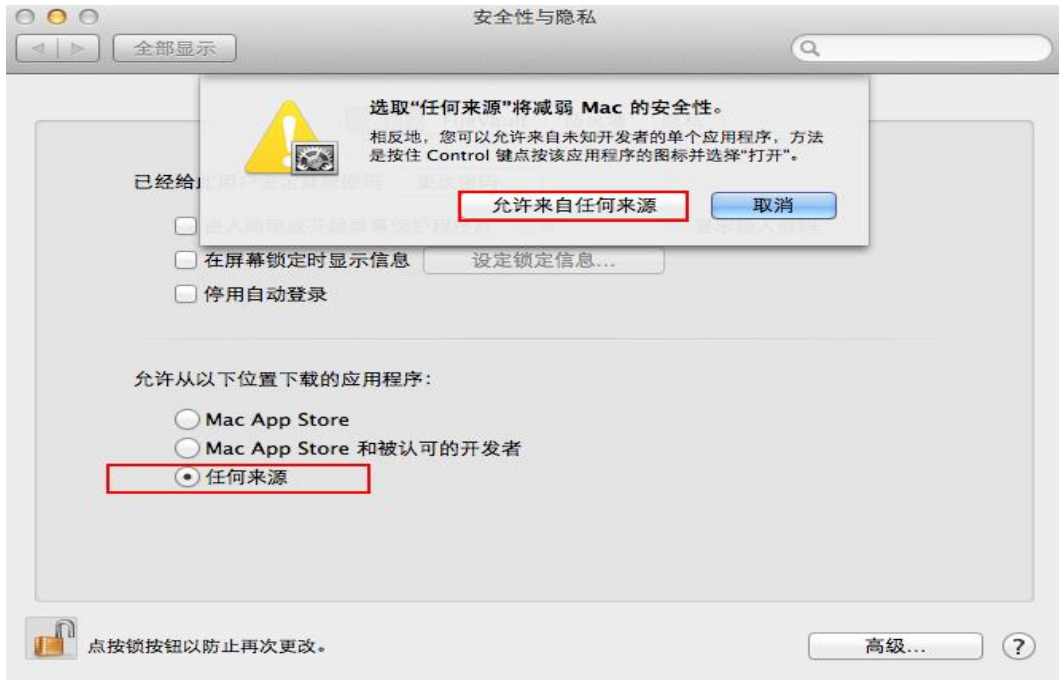 安全性与隐私
全部显示
选取“任何来源”将减弱 Mac 的安全性。
相反地，您可以允许来自未知开发者的单个应用程序，方法
是按住 Control 键点按该应用程序的图标并选择“打开”。
允许来自任何来源
取消
已经给
在屏幕锁定时显示信息
设定锁定信息...
停用自动登录
允许从以下位置下载的应用程序：
Mac App Store
Mac App Store 和被认可的开发者
任何来源
点按锁按钮以防止再次更改。
高级...
?